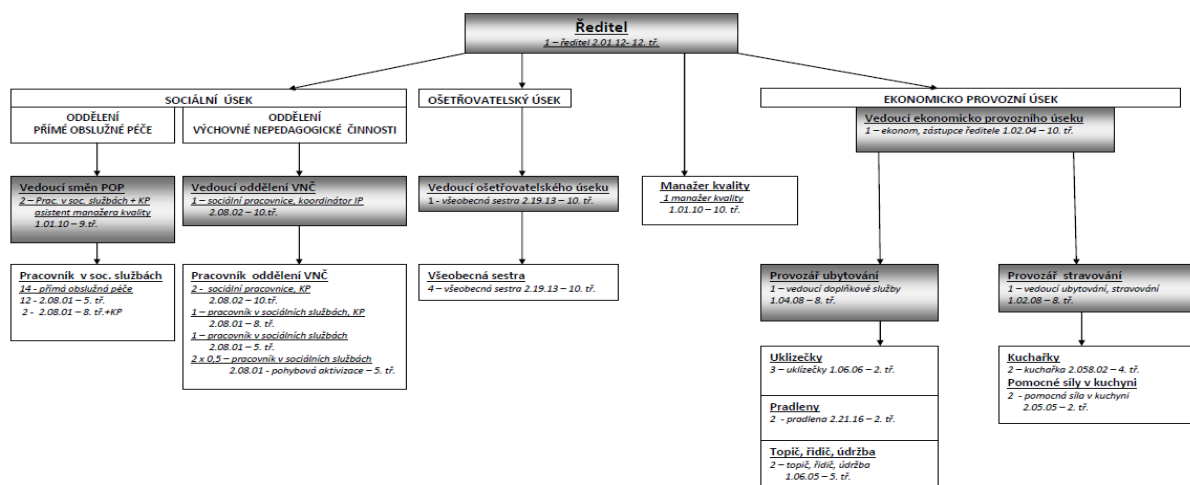 Ředitel
1 – ředitel 2.01.12- 12. tř.
SOCIÁLNÍ ÚSEK
ODDĚLENÍ
PŘÍMÉ OBSLUŽNÉ PÉČE
ODDĚLENÍ
VÝCHOVNÉ NEPEDAGOGICKÉ ČINNOSTI
OŠETŘOVATELSKÝ ÚSEK
EKONOMICKO PROVOZNÍ ÚSEK
Vedoucí ekonomicko provozního úseku
1 – ekonom, zástupce ředitele 1.02.04 – 10. tř.
Vedoucí směn POP
2 – Prac. v soc. službách + KP
asistent manažera kvality
1.01.10 – 9.tř.
Vedoucí oddělení VNČ
1 – sociální pracovnice, koordinátor IP
2.08.02 – 10.tř.
Vedoucí ošetřovatelského úseku
1 - všeobecná sestra 2.19.13 – 10. tř.
Manažer kvality
1 manažer kvality
1.01.10 – 10. tř.
Pracovník v soc. službách
14 - přímá obslužná péče
12 - 2.08.01 – 5. tř.
2 - 2.08.01 – 8. tř.+KP
Pracovník oddělení VNČ
2 - sociální pracovnice, KP
2.08.02 – 10.tř.
1 – pracovník v sociálních službách, KP
2.08.01 – 8. tř.
1 – pracovník v sociálních službách
2.08.01 – 5. tř.
2 x 0,5 – pracovník v sociálních službách
2.08.01 - pohybová aktivizace – 5. tř.
Všeobecná sestra
4 – všeobecná sestra 2.19.13 – 10. tř.
Provozář ubytování
1 – vedoucí doplňkové služby
1.04.08 – 8. tř.
Provozář stravování
1 – vedoucí ubytování, stravování
1.02.08 – 8. tř.
Uklizečky
3 – uklízečky 1.06.06 – 2. tř.
Pradleny
2 - pradlena 2.21.16 – 2. tř.
Topič, řidič, údržba
2 – topič, řidič, údržba
1.06.05 – 5. tř.
Kuchařky
2 – kuchařka 2.058.02 – 4. tř.
Pomocné síly v kuchyni
2 - pomocná síla v kuchyni
2.05.05 – 2. tř.